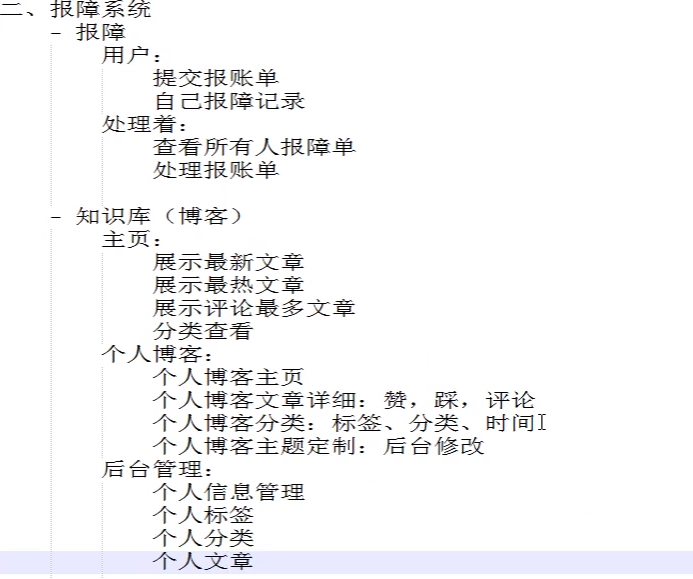 二、报障系统
- 报障
用户：
提交报账单
自己报障记录
处理着：
查看所有人报障单
处理报账单
- 知识库（博客）
主页：
展示最新文章
展示最热文章
展示评论最多文章
分类查看
个人博客：
个人博客主页
个人博客文章详细：赞，踩，评论
个人博客分类：标签、分类、时间
个人博客主题定制：后台修改
后台管理：
个人信息管理
个人标签
个人分类
个人文章